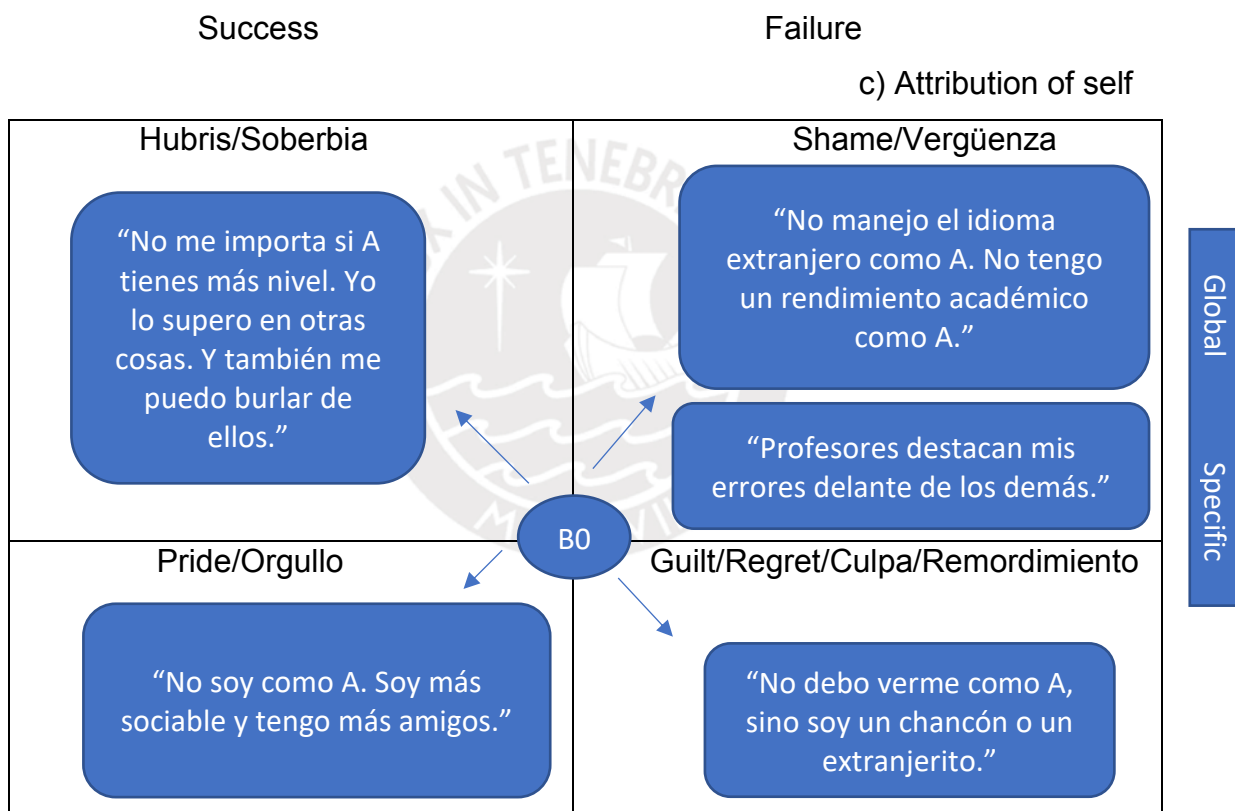 Success
Failure
c) Attribution of self
Hubris/Soberbia
“No me importa si A
tienes más nivel. Yo
lo supero en otras
cosas. Y también me
puedo burlar de
ellos.”
Shame/Vergüenza
“No manejo el idioma
extranjero como A. No tengo
un rendimiento académico
como A.”
“Profesores destacan mis
errores delante de los demás.”
Global
Specific
B0
Pride/Orgullo
“No soy como A. Soy más
sociable y tengo más amigos.”
Guilt/Regret/Culpa/Remordimiento
“No debo verme como A,
sino soy un chancón o un
extranjerito.”
IN TENEBR